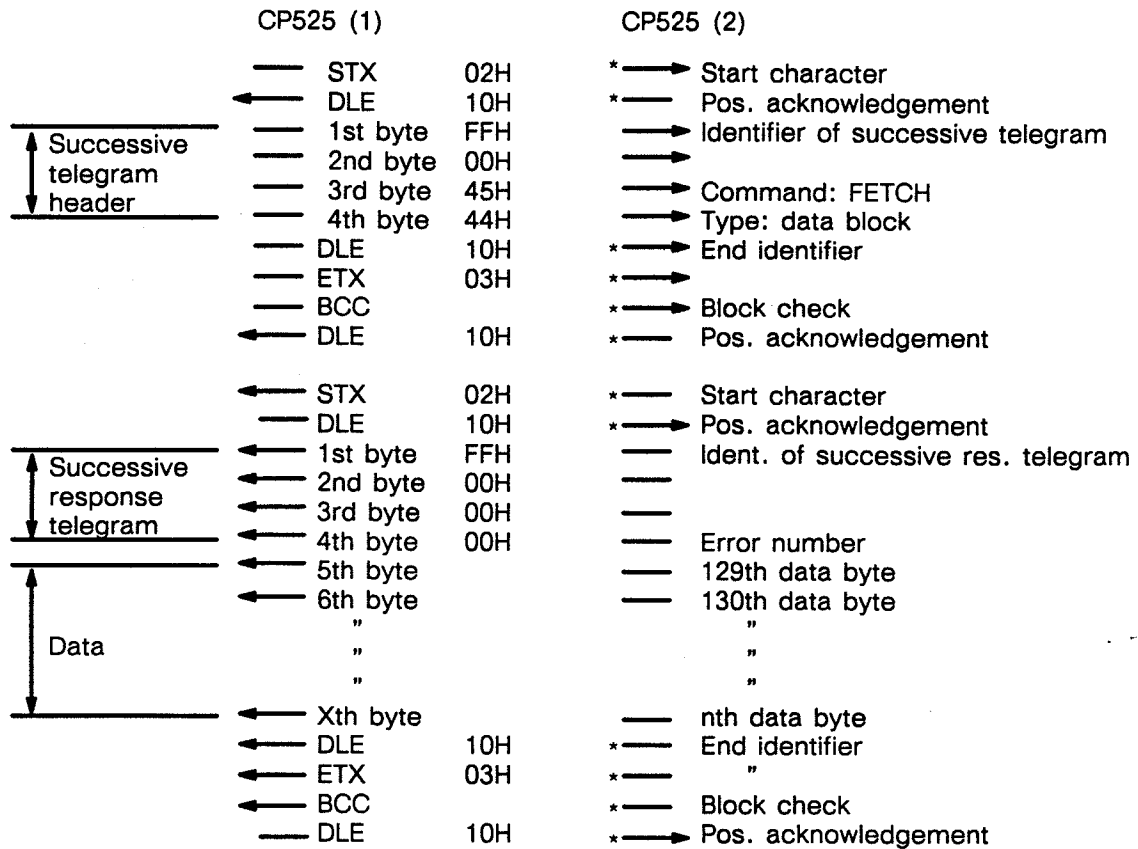 CP525 (1) CP525 (2)
STX 02H * Start character
DLE 10H * Pos. acknowledgement
1st byte FFH Identifier of successive telegram
Successive
2nd byte 00H
telegram
3rd byte 45H Command: FETCH
header
4th byte 44H Type: data block
DLE 10H * End identifier
ETX 03H *
BCC * Block check
DLE 10H * Pos. acknowledgement
STX 02H * Start character
DLE 10H * Pos. acknowledgement
1st byte FFH Ident. of successive res. telegram
Successive
2nd byte 00H
response
3rd byte 00H
telegram
4th byte 00H Error number
5th byte 129th data byte
6th byte 130th data byte
" "
Data " "
" "
Xth byte nth data byte
DLE 10H * End identifier
ETX 03H * "
BCC * Block check
DLE 10H * Pos. acknowledgement